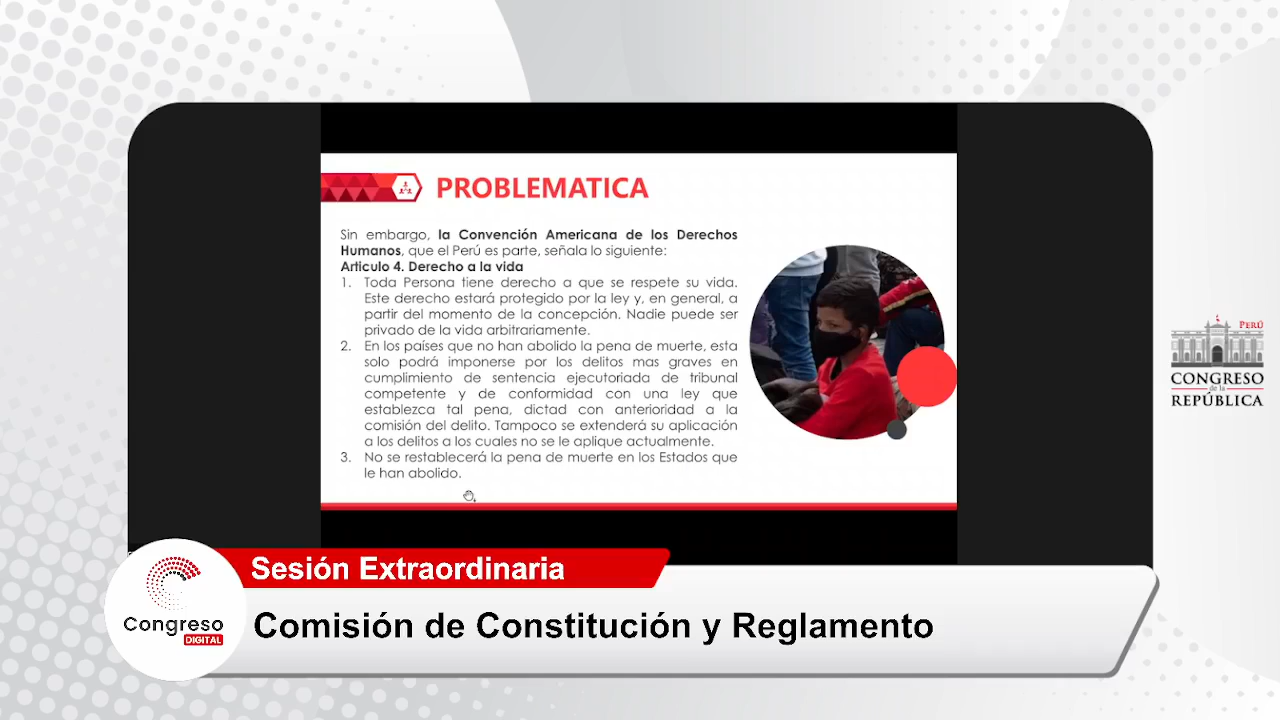 PROBLEMATICA
Sin embargo, la Convención Americana de los Derechos
Humanos, que el Perú es parte, señala lo siguiente:
Articulo 4. Derecho a la vida
1. Toda Persona tiene derecho a que se respete su vida.
Este derecho estará protegido por la ley y, en general, a
partir del momento de la concepción. Nadie puede ser
privado de la vida arbitrariamente.
2. En los países que no han abolido la pena de muerte, esta
solo podrá imponerse por los delitos mas graves en
cumplimiento de sentencia ejecutoriada de tribunal
competente y de conformidad con una ley que
establezca tal pena, dictad con anterioridad a la
comisión del delito. Tampoco se extenderá su aplicación
a los delitos a los cuales no se le aplique actualmente.
3. No se restablecerá la pena de muerte en los Estados que
le han abolido.
PERÚ
CONGRESO
de la
REPÚBLICA
Sesión Extraordinaria
Congreso
DIGITAL
Comisión de Constitución y Reglamento